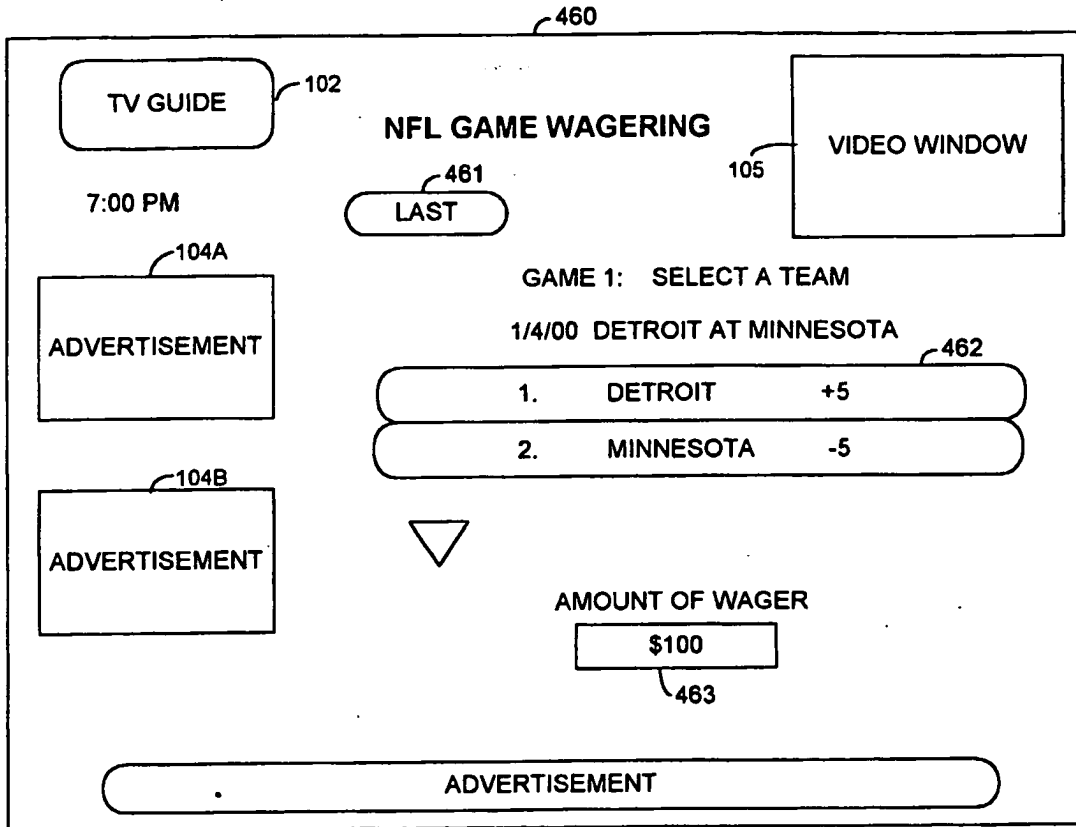 460
TV GUIDE
102
NFL GAME WAGERING
VIDEO WINDOW
105
461
LAST
7:00 PM
104A
ADVERTISEMENT
GAME 1: SELECT A TEAM
1/4/00 DETROIT AT MINNESOTA
462
1. DETROIT +5
2. MINNESOTA -5
104B
ADVERTISEMENT
AMOUNT OF WAGER
$100
463
ADVERTISEMENT